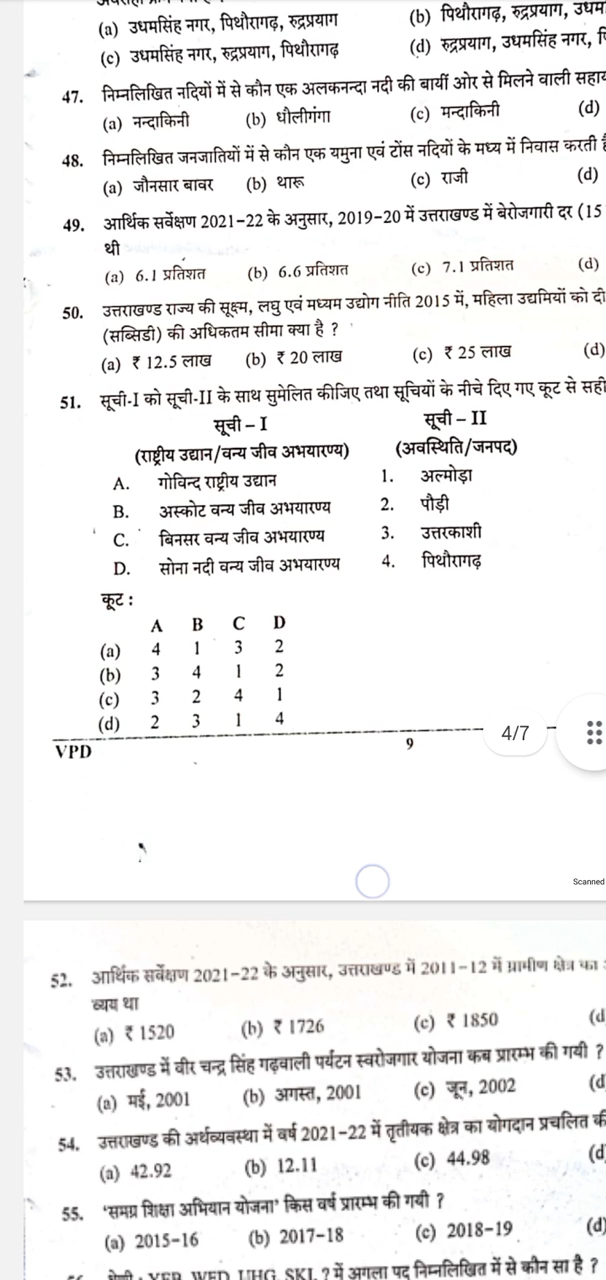 (a) उधमसिंह नगर, पिथौरागढ़, रुद्रप्रयाग (b) पिथौरागढ़, रुद्रप्रयाग, उधम
(c) उधमसिंह नगर, रुद्रप्रयाग, पिथौरागढ़ (d) रुद्रप्रयाग, उधमसिंह नगर,
47. निम्नलिखित नदियों में से कौन एक अलकनन्दा नदी की बायीं ओर से मिलने वाली सहाय
(a) नन्दाकिनी (b) धौलीगंगा (c) मन्दाकिनी (d)
48. निम्नलिखित जनजातियों में से कौन एक यमुना एवं टोंस नदियों के मध्य में निवास करती
(a) जौनसार बावर (b) थारू (c) राजी (d)
49. आर्थिक सर्वेक्षण 2021-22 के अनुसार, 2019-20 में उत्तराखण्ड में बेरोजगारी दर (15
थी
(a) 6.1 प्रतिशत (b) 6.6 प्रतिशत (c) 7.1 प्रतिशत (d)
50. उत्तराखण्ड राज्य की सूक्ष्म, लघु एवं मध्यम उद्योग नीति 2015 में, महिला उद्यमियों को दी
(सब्सिडी) की अधिकतम सीमा क्या है ?
(a) ₹ 12.5 लाख (b) ₹ 20 लाख (c) ₹ 25 लाख (d)
51. सूची-I को सूची-II के साथ सुमेलित कीजिए तथा सूचियों के नीचे दिए गए कूट से सही
सूची – I सूची – II
(राष्ट्रीय उद्यान/वन्य जीव अभयारण्य) (अवस्थिति/जनपद)
A. गोविन्द राष्ट्रीय उद्यान 1. अल्मोड़ा
B. अस्कोट वन्य जीव अभयारण्य 2. पौड़ी
C. बिनसर वन्य जीव अभयारण्य 3. उत्तरकाशी
D. सोना नदी वन्य जीव अभयारण्य 4. पिथौरागढ़
कूट :
A B C D
(a) 4 1 3 2
(b) 3 4 1 2
(c) 3 2 4 1
(d) 2 3 1 4
VPD 9 4/7
Scanned
52. आर्थिक सर्वेक्षण 2021-22 के अनुसार, उत्तराखण्ड में 2011-12 में ग्रामीण क्षेत्र का
व्यय था
(a) ₹ 1520 (b) ₹ 1726 (c) ₹ 1850 (d
53. उत्तराखण्ड में वीर चन्द्र सिंह गढ़वाली पर्यटन स्वरोजगार योजना कब प्रारम्भ की गयी ?
(a) मई, 2001 (b) अगस्त, 2001 (c) जून, 2002 (d
54. उत्तराखण्ड की अर्थव्यवस्था में वर्ष 2021-22 में तृतीयक क्षेत्र का योगदान प्रचलित की
(a) 42.92 (b) 12.11 (c) 44.98 (d
55. 'समग्र शिक्षा अभियान योजना' किस वर्ष प्रारम्भ की गयी ?
(a) 2015-16 (b) 2017-18 (c) 2018-19 (d)
YEB, WFD, UHG, SKI, ? में अगला पद निम्नलिखित में से कौन सा है ?